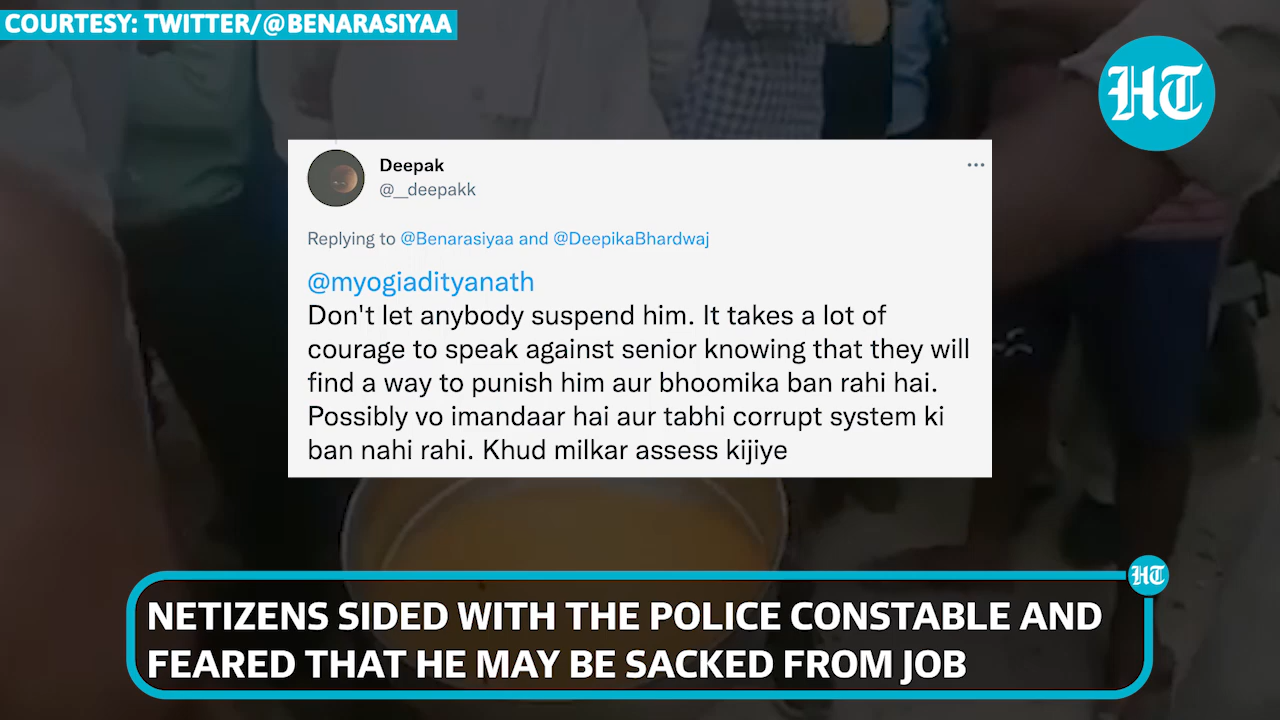 COURTESY: TWITTER/@BENARASIYAA
HT
Deepak
@__deepakk
Replying to @Benarasiyaa and @DeepikaBhardwaj
@myogiadityanath
Don't let anybody suspend him. It takes a lot of
courage to speak against senior knowing that they will
find a way to punish him aur bhoomika ban rahi hai.
Possibly vo imandaar hai aur tabhi corrupt system ki
ban nahi rahi. Khud milkar assess kijiye
HT
NETIZENS SIDED WITH THE POLICE CONSTABLE AND
FEARED THAT HE MAY BE SACKED FROM JOB